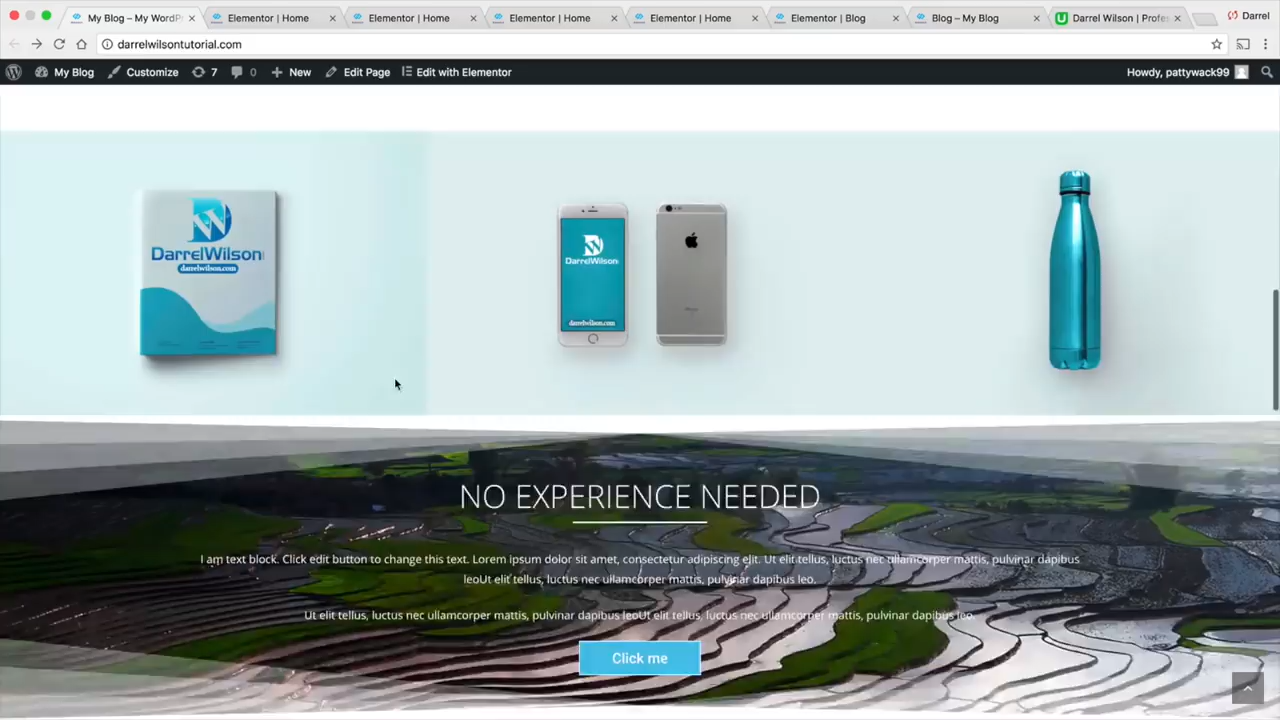 My Blog – My WordPr
Elementor | Home
Elementor | Home
Elementor | Home
Elementor | Home
Elementor | Blog
Blog – My Blog
Darrel Wilson | Profes
Darrel
darrelwilsontutorial.com
My Blog
Customize
7
0
New
Edit Page
Edit with Elementor
Howdy, pattywack99
DarrelWilson
darrelwilson.com
DarrelWilson
darrelwilson.com
NO EXPERIENCE NEEDED
I am text block. Click edit button to change this text. Lorem ipsum dolor sit amet, consectetur adipiscing elit. Ut elit tellus, luctus nec ullamcorper mattis, pulvinar dapibus
leoUt elit tellus, luctus nec ullamcorper mattis, pulvinar dapibus leo.
Ut elit tellus, luctus nec ullamcorper mattis, pulvinar dapibus leoUt elit tellus, luctus nec ullamcorper mattis, pulvinar dapibus leo.
Click me